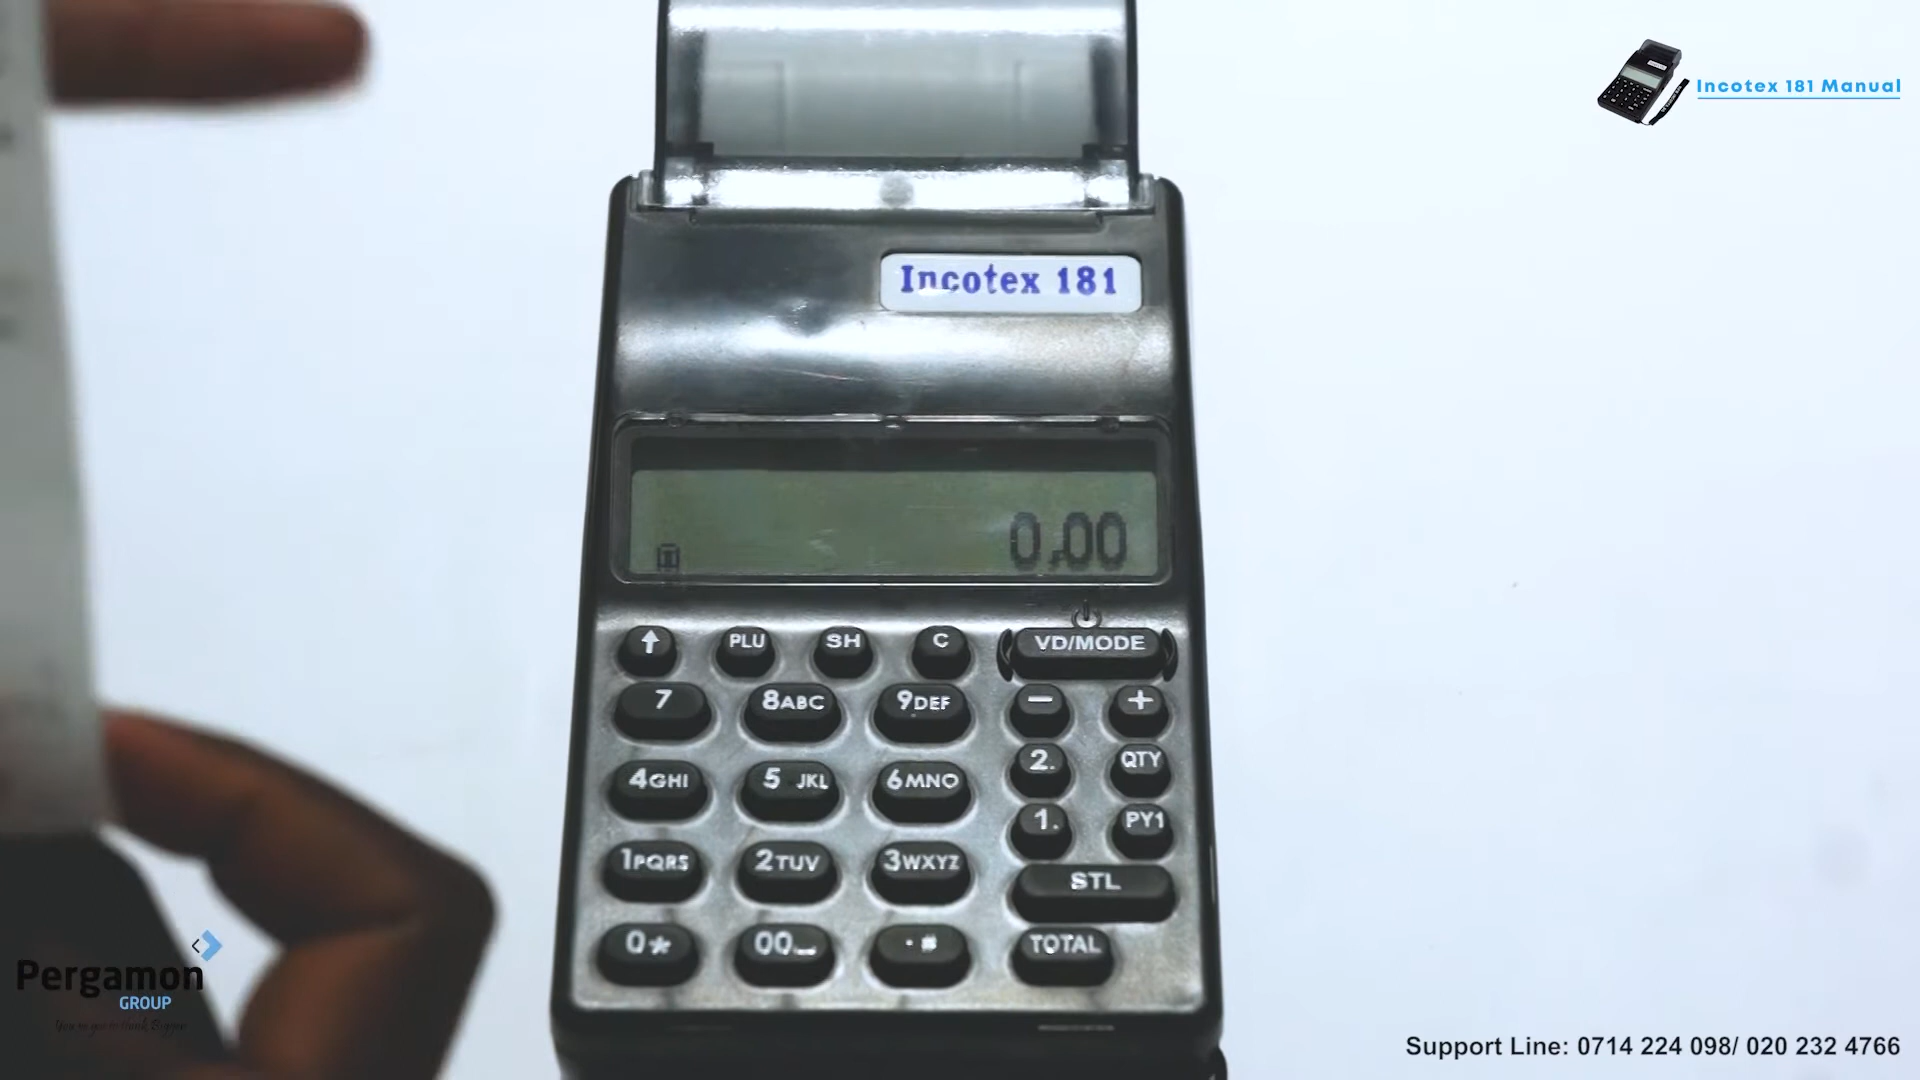 Incotex 181 Manual
Incotex 181
0.00
↑ PLU SH C VD/MODE
7 8ABC 9DEF − +
4GHI 5 JKL 6MNO 2. QTY
1PQRS 2TUV 3WXYZ 1. PY1
STL
0* 00_ . # TOTAL
Pergamon
GROUP
Support Line: 0714 224 098/ 020 232 4766